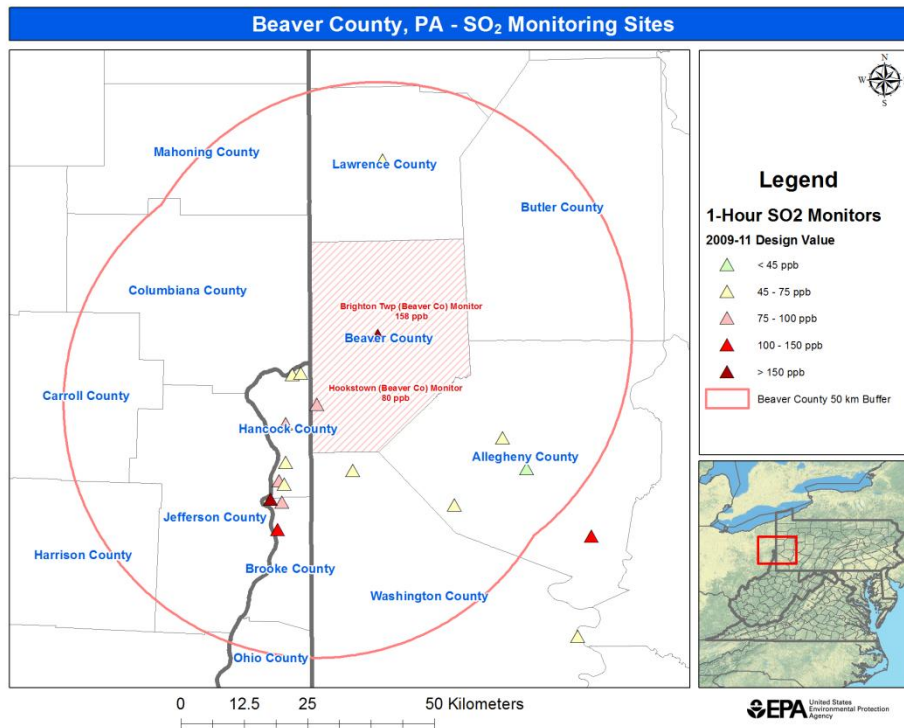 Beaver County, PA - SO₂ Monitoring Sites
Mahoning County
Lawrence County
Butler County
Columbiana County
Brighton Twp (Beaver Co) Monitor
158 ppb
Beaver County
Hookstown (Beaver Co) Monitor
80 ppb
Carroll County
Hancock County
Allegheny County
Jefferson County
Harrison County
Brooke County
Washington County
Ohio County
0 12.5 25 50 Kilometers
N
W E
S
Legend
1-Hour SO2 Monitors
2009-11 Design Value
< 45 ppb
45 - 75 ppb
75 - 100 ppb
100 - 150 ppb
> 150 ppb
Beaver County 50 km Buffer
EPA
United States
Environmental Protection
Agency